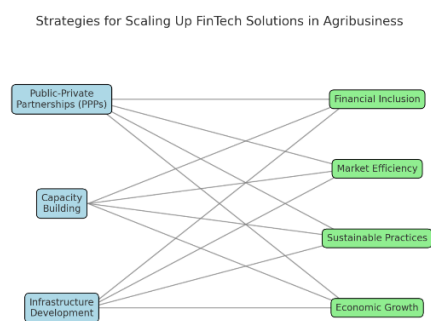 Strategies for Scaling Up FinTech Solutions in Agribusiness
Public-Private
Partnerships (PPPs)
Financial Inclusion
Market Efficiency
Capacity
Building
Sustainable Practices
Infrastructure
Development
Economic Growth